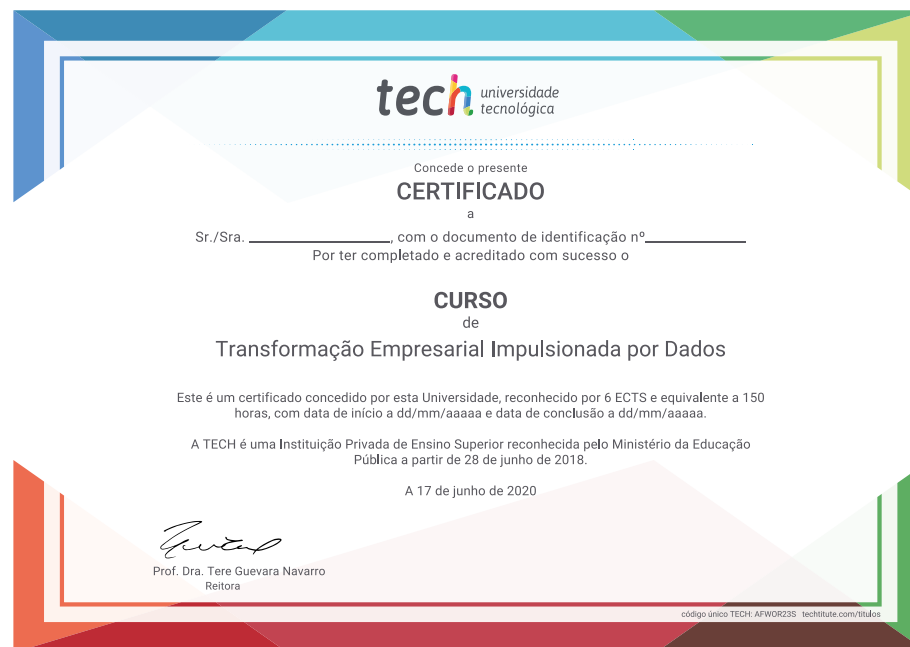 tech universidade
tecnológica
Concede o presente
CERTIFICADO
a
Sr./Sra. ________________, com o documento de identificação nº____________
Por ter completado e acreditado com sucesso o
CURSO
de
Transformação Empresarial Impulsionada por Dados
Este é um certificado concedido por esta Universidade, reconhecido por 6 ECTS e equivalente a 150
horas, com data de início a dd/mm/aaaaa e data de conclusão a dd/mm/aaaaa.
A TECH é uma Instituição Privada de Ensino Superior reconhecida pelo Ministério da Educação
Pública a partir de 28 de junho de 2018.
A 17 de junho de 2020
Prof. Dra. Tere Guevara Navarro
Reitora
código único TECH: AFWOR23S techtitute.com/titulos